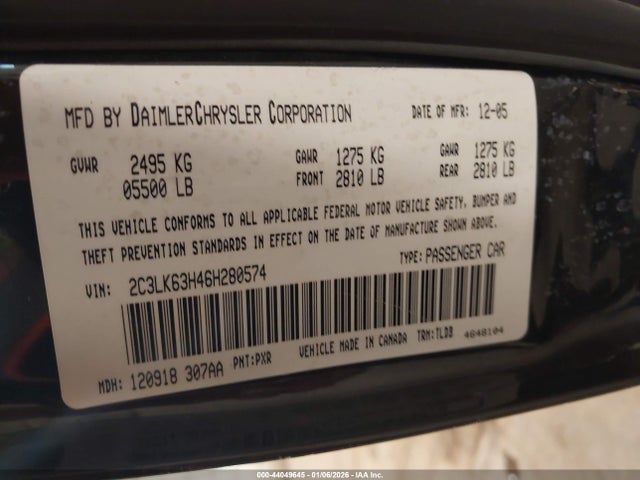 MFD BY DAIMLERCHRYSLER CORPORATION DATE OF MFR: 12-05
GVWR 2495 KG GAWR 1275 KG GAWR 1275 KG
05500 LB FRONT 2810 LB REAR 2810 LB
THIS VEHICLE CONFORMS TO ALL APPLICABLE FEDERAL MOTOR VEHICLE SAFETY, BUMPER AND
THEFT PREVENTION STANDARDS IN EFFECT ON THE DATE OF MANUFACTURE SHOWN ABOVE.
VIN: 2C3LK63H46H280574 TYPE: PASSENGER CAR
MDH: 120918 307AA PNT: PXR VEHICLE MADE IN CANADA TRM: TLDB 4648104
000-44049645 - 01/06/2026 - IAA Inc.